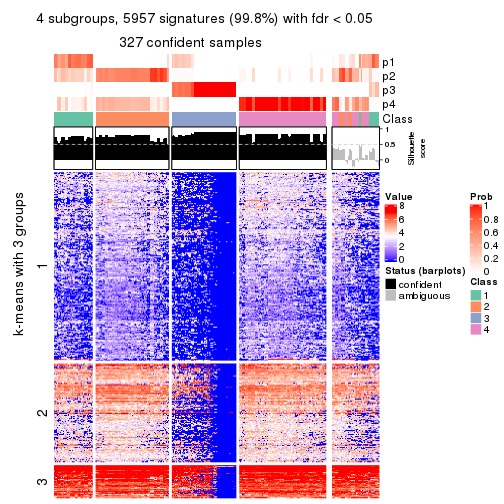 4 subgroups, 5957 signatures (99.8%) with fdr < 0.05
327 confident samples
p1
p2
p3
p4
Class
1
0.5
0
Silhouette
score
k-means with 3 groups
1
2
3
Value
8
6
4
2
0
Status (barplots)
confident
ambiguous
Prob
1
0.8
0.6
0.4
0.2
0
Class
1
2
3
4